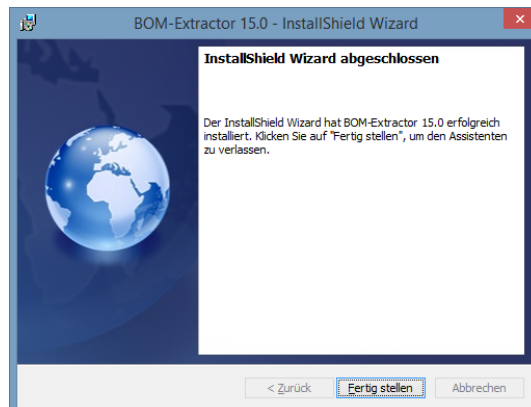 BOM-Extractor 15.0 - InstallShield Wizard
InstallShield Wizard abgeschlossen
Der InstallShield Wizard hat BOM-Extractor 15.0 erfolgreich
installiert. Klicken Sie auf "Fertig stellen", um den Assistenten
zu verlassen.
< Zurück Fertig stellen Abbrechen